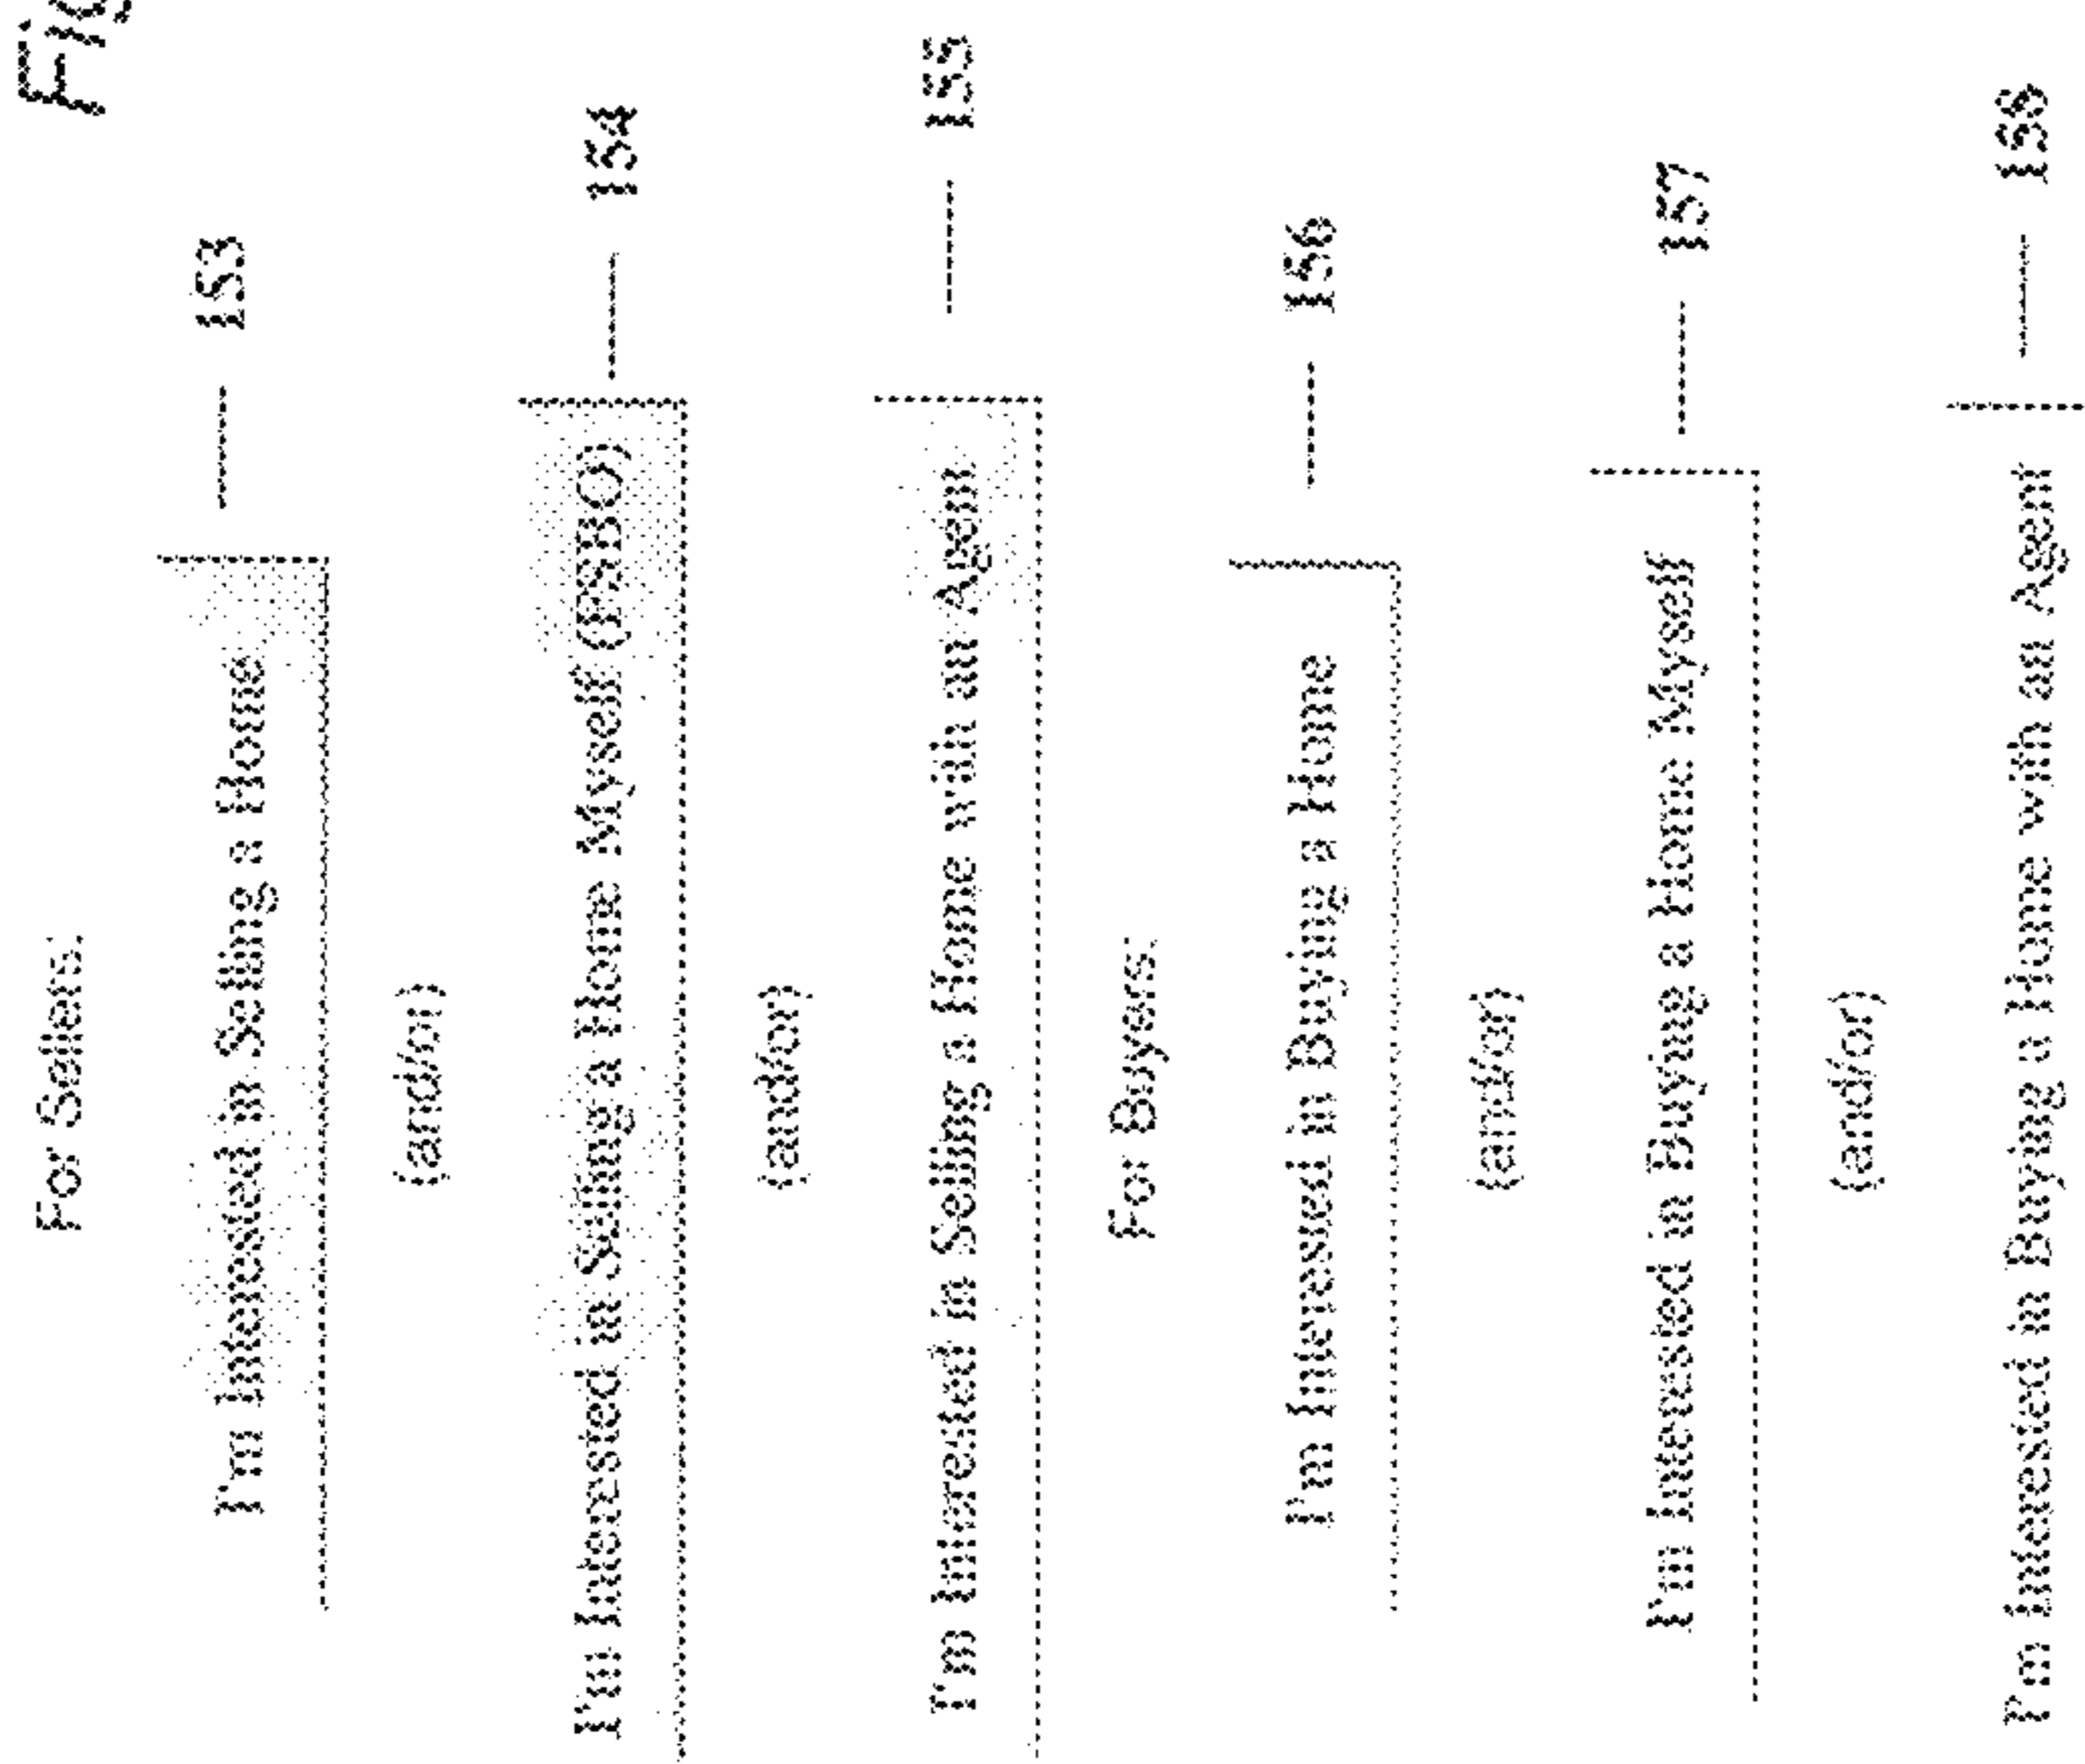 Fig
For Sellers:
I'm Interested in Selling a Home 153
(and/or)
I'm Interested in Selling a Home Myself (FSBO) 154
(and/or)
I'm Interested in Selling a Home with an Agent 155
For Buyers:
I'm Interested in Buying a Home 156
(and/or)
I'm Interested in Buying a Home Myself 157
(and/or)
I'm Interested in Buying a Home with an Agent 158